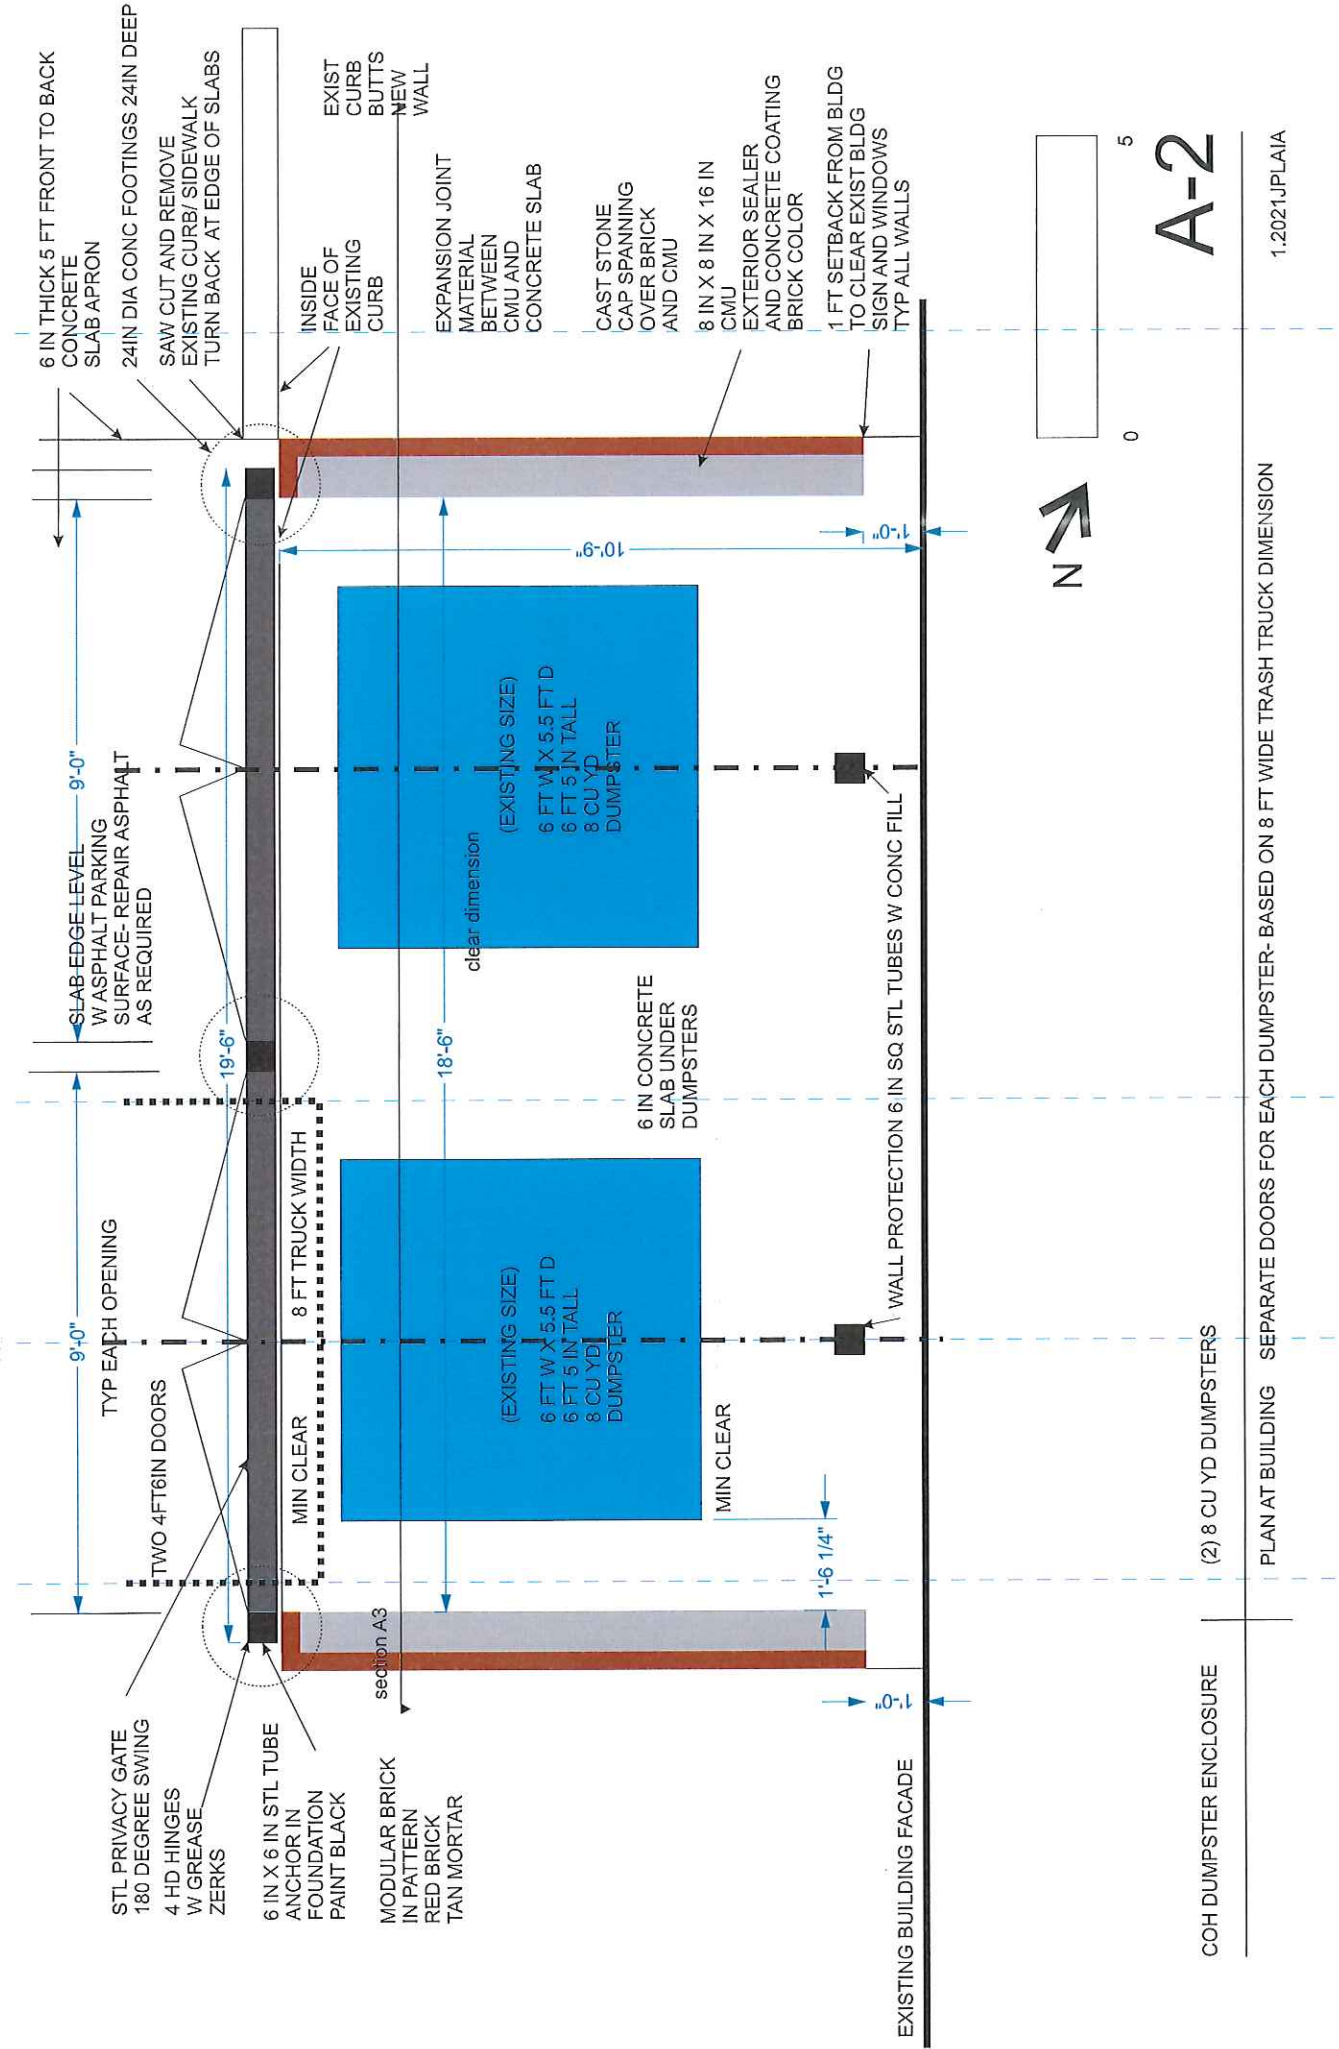 6 IN THICK 5 FT FRONT TO BACK
CONCRETE
SLAB APRON
24IN DIA CONC FOOTINGS 24IN DEEP
SAW CUT AND REMOVE
EXISTING CURB/ SIDEWALK
TURN BACK AT EDGE OF SLABS
INSIDE
FACE OF
EXISTING
CURB
EXIST
CURB
BUTTS
NEW
WALL
EXPANSION JOINT
MATERIAL
BETWEEN
CMU AND
CONCRETE SLAB
CAST STONE
CAP SPANNING
OVER BRICK
AND CMU
8 IN X 8 IN X 16 IN
CMU
EXTERIOR SEALER
AND CONCRETE COATING
BRICK COLOR
1 FT SETBACK FROM BLDG
TO CLEAR EXIST BLDG
SIGN AND WINDOWS
TYP ALL WALLS
9'-0"
SLAB EDGE LEVEL
W ASPHALT PARKING
SURFACE- REPAIR ASPHALT
AS REQUIRED
TYP EACH OPENING
9'-0"
TWO 4FT6IN DOORS
19'-6"
8 FT TRUCK WIDTH
MIN CLEAR
STL PRIVACY GATE
180 DEGREE SWING
4 HD HINGES
W GREASE
ZERKS
6 IN X 6 IN STL TUBE
ANCHOR IN
FOUNDATION
PAINT BLACK
MODULAR BRICK
IN PATTERN
RED BRICK
TAN MORTAR
section A3
18'-6"
clear dimension
10'-9"
(EXISTING SIZE)
6 FT W X 5.5 FT D
6 FT 5 IN TALL
8 CU YD
DUMPSTER
(EXISTING SIZE)
6 FT W X 5.5 FT D
6 FT 5 IN TALL
8 CU YD
DUMPSTER
6 IN CONCRETE
SLAB UNDER
DUMPSTERS
MIN CLEAR
1'-6 1/4"
1'-0"
1'-0"
WALL PROTECTION 6 IN SQ STL TUBES W CONC FILL
EXISTING BUILDING FACADE
N
0
5
A-2
COH DUMPSTER ENCLOSURE
(2) 8 CU YD DUMPSTERS
PLAN AT BUILDING SEPARATE DOORS FOR EACH DUMPSTER- BASED ON 8 FT WIDE TRASH TRUCK DIMENSION
1.2021JPLAIA